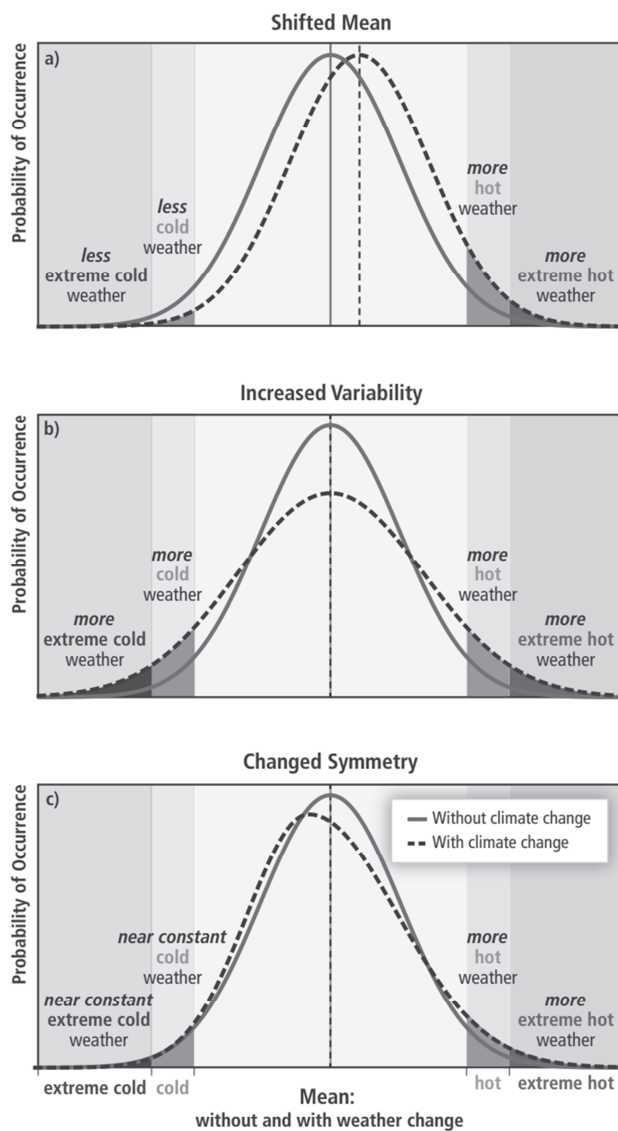 Shifted Mean
a)
Probability of Occurrence
less
extreme cold
weather
less
cold
weather
more
hot
weather
more
extreme hot
weather
Increased Variability
b)
Probability of Occurrence
more
extreme cold
weather
more
cold
weather
more
hot
weather
more
extreme hot
weather
Changed Symmetry
c)
Probability of Occurrence
Without climate change
With climate change
near constant
extreme cold
weather
near constant
cold
weather
more
hot
weather
more
extreme hot
weather
extreme cold
cold
Mean:
without and with weather change
hot
extreme hot